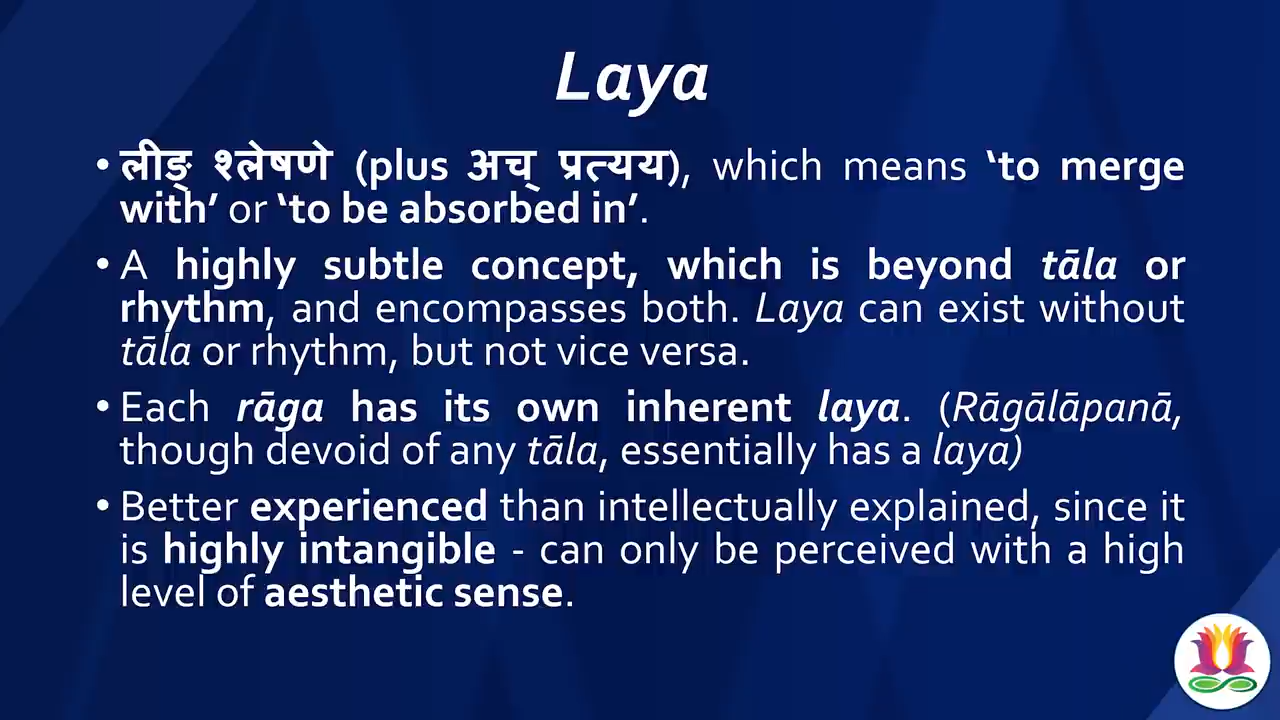 Laya
• लीङ् श्लेषणे (plus अच् प्रत्यय), which means ‘to merge
with’ or ‘to be absorbed in’.
• A highly subtle concept, which is beyond tāla or
rhythm, and encompasses both. Laya can exist without
tāla or rhythm, but not vice versa.
• Each rāga has its own inherent laya. (Rāgālāpanā,
though devoid of any tāla, essentially has a laya)
• Better experienced than intellectually explained, since it
is highly intangible - can only be perceived with a high
level of aesthetic sense.